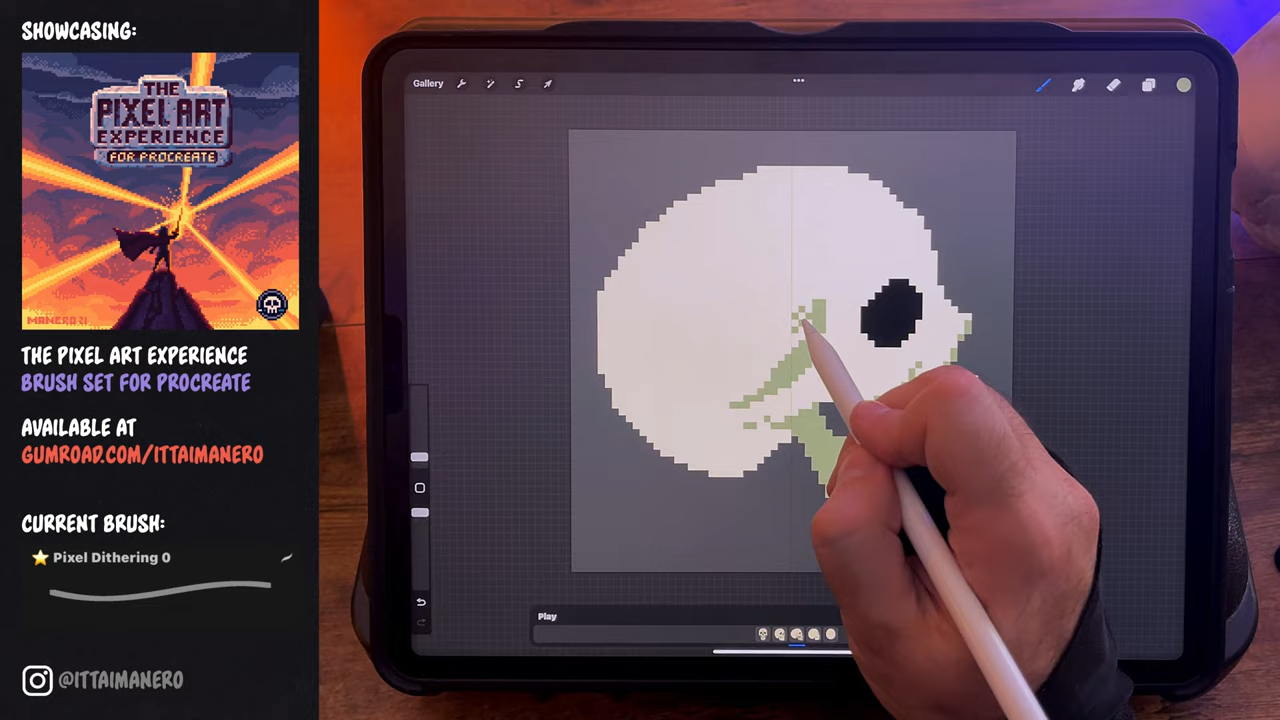 SHOWCASING:
THE
PIXEL ART
EXPERIENCE
FOR PROCREATE
MANERO 21
THE PIXEL ART EXPERIENCE
BRUSH SET FOR PROCREATE
AVAILABLE AT
GUMROAD.COM/ITTAIMANERO
CURRENT BRUSH:
Pixel Dithering 0
@ITTAIMANERO
Gallery
Play